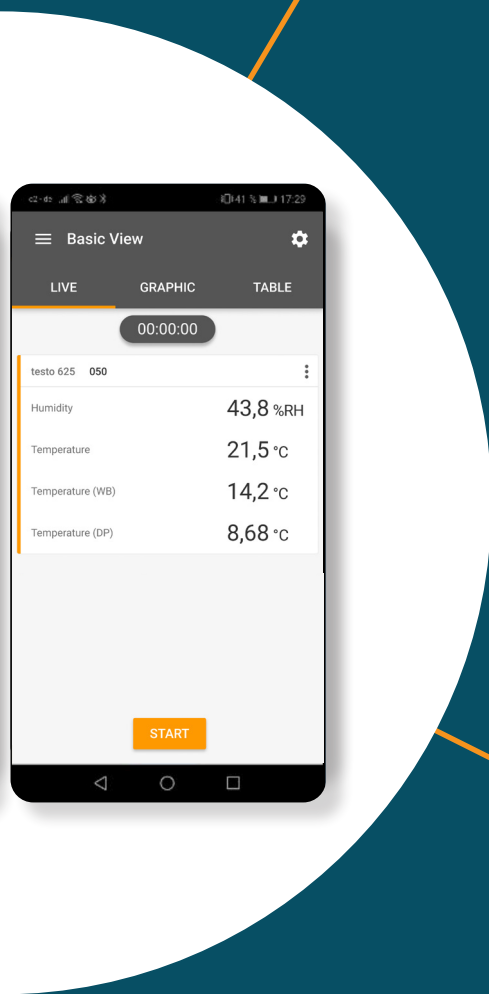 41 % 17:29
Basic View
LIVE GRAPHIC TABLE
00:00:00
testo 625 050
Humidity 43,8 %RH
Temperature 21,5 °C
Temperature (WB) 14,2 °C
Temperature (DP) 8,68 °C
START